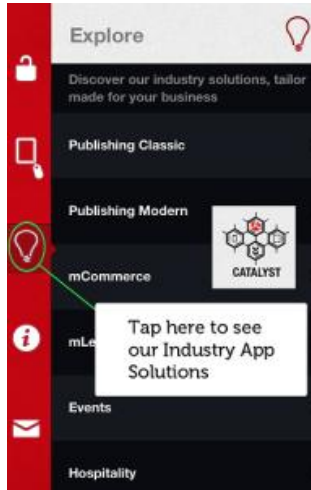 Explore
Discover our industry solutions, tailor
made for your business
Publishing Classic
Publishing Modern
CATALYST
mCommerce
Tap here to see
our Industry App
Solutions
mLe
Events
Hospitality